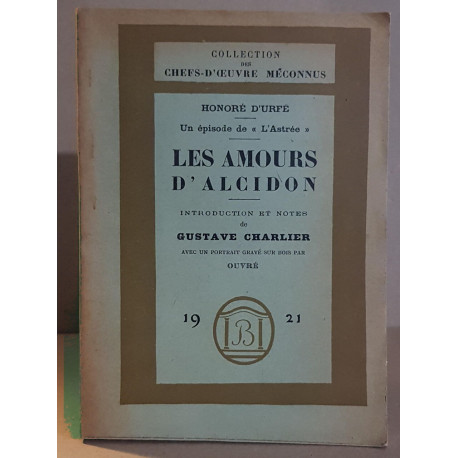 COLLECTION
DES
CHEFS-D'ŒUVRE MÉCONNUS
HONORÉ D'URFÉ
Un épisode de « L'Astrée »
LES AMOURS
D'ALCIDON
INTRODUCTION ET NOTES
de
GUSTAVE CHARLIER
AVEC UN PORTRAIT GRAVÉ SUR BOIS PAR
OUVRÉ
19 B 21